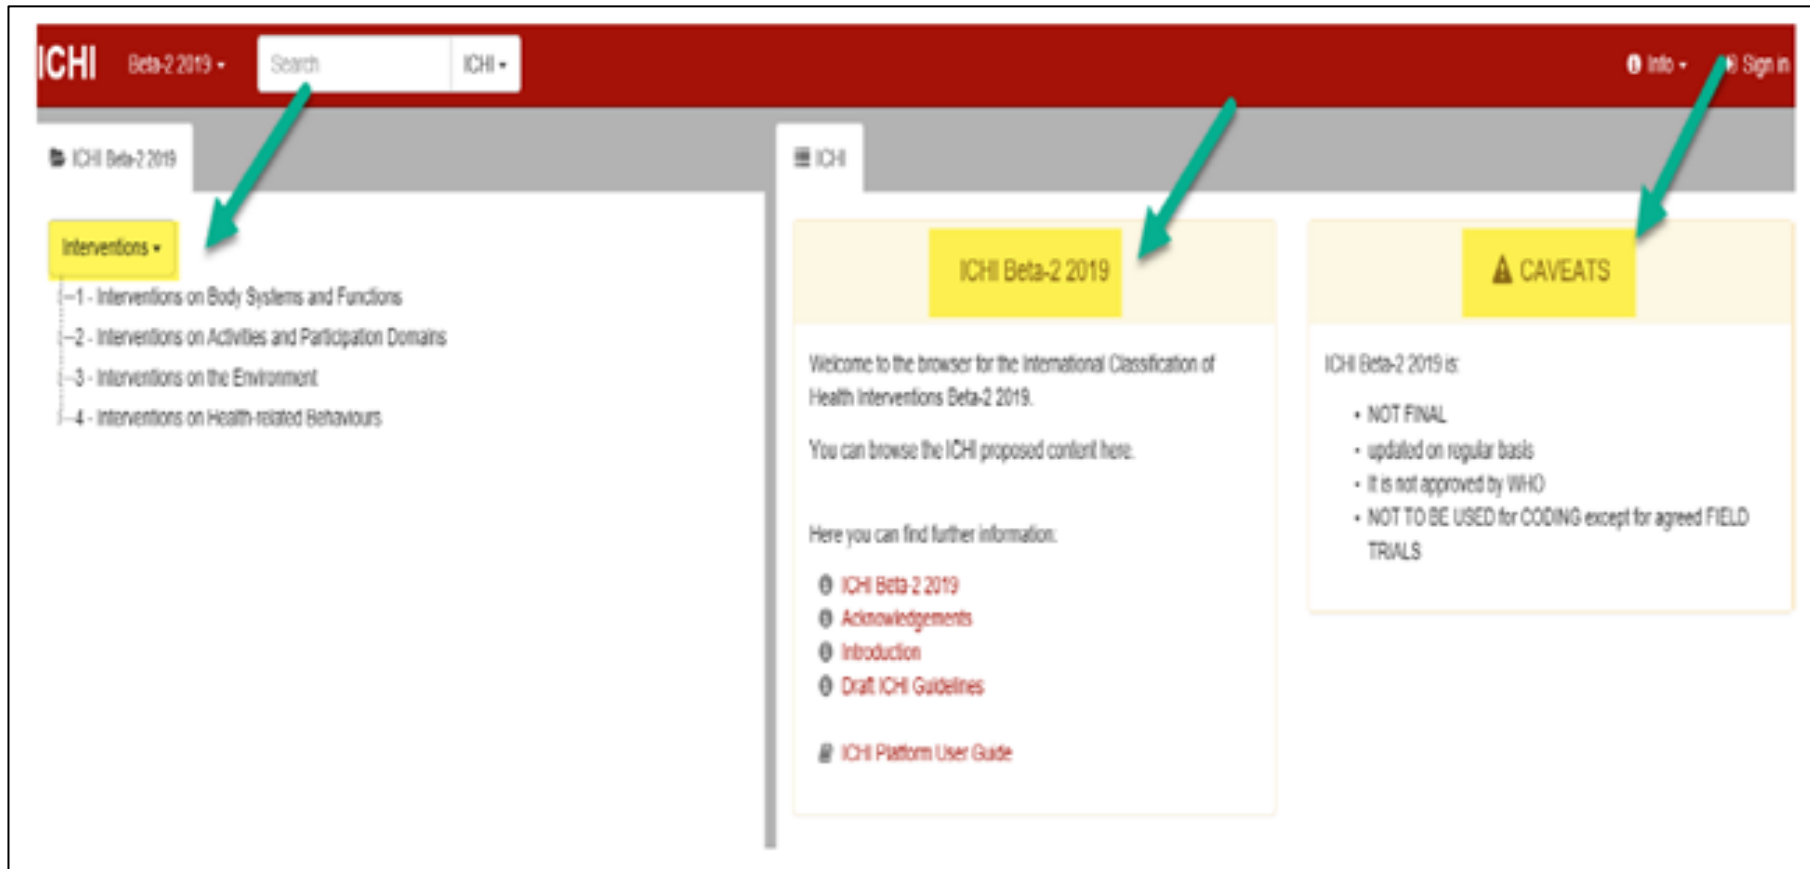 ICHI Beta-2 2019 Search ICHI Info Sign in
ICHI Beta-2 2019
Interventions
1 - Interventions on Body Systems and Functions
2 - Interventions on Activities and Participation Domains
3 - Interventions on the Environment
4 - Interventions on Health-related Behaviours
ICHI
ICHI Beta-2 2019
Welcome to the browser for the International Classification of
Health Interventions Beta-2 2019.
You can browse the ICHI proposed content here.
Here you can find further information:
ICHI Beta-2 2019
Acknowledgements
Introduction
Draft ICHI Guidelines
ICHI Platform User Guide
CAVEATS
ICHI Beta-2 2019 is:
• NOT FINAL
• updated on regular basis
• It is not approved by WHO
• NOT TO BE USED for CODING except for agreed FIELD
TRIALS